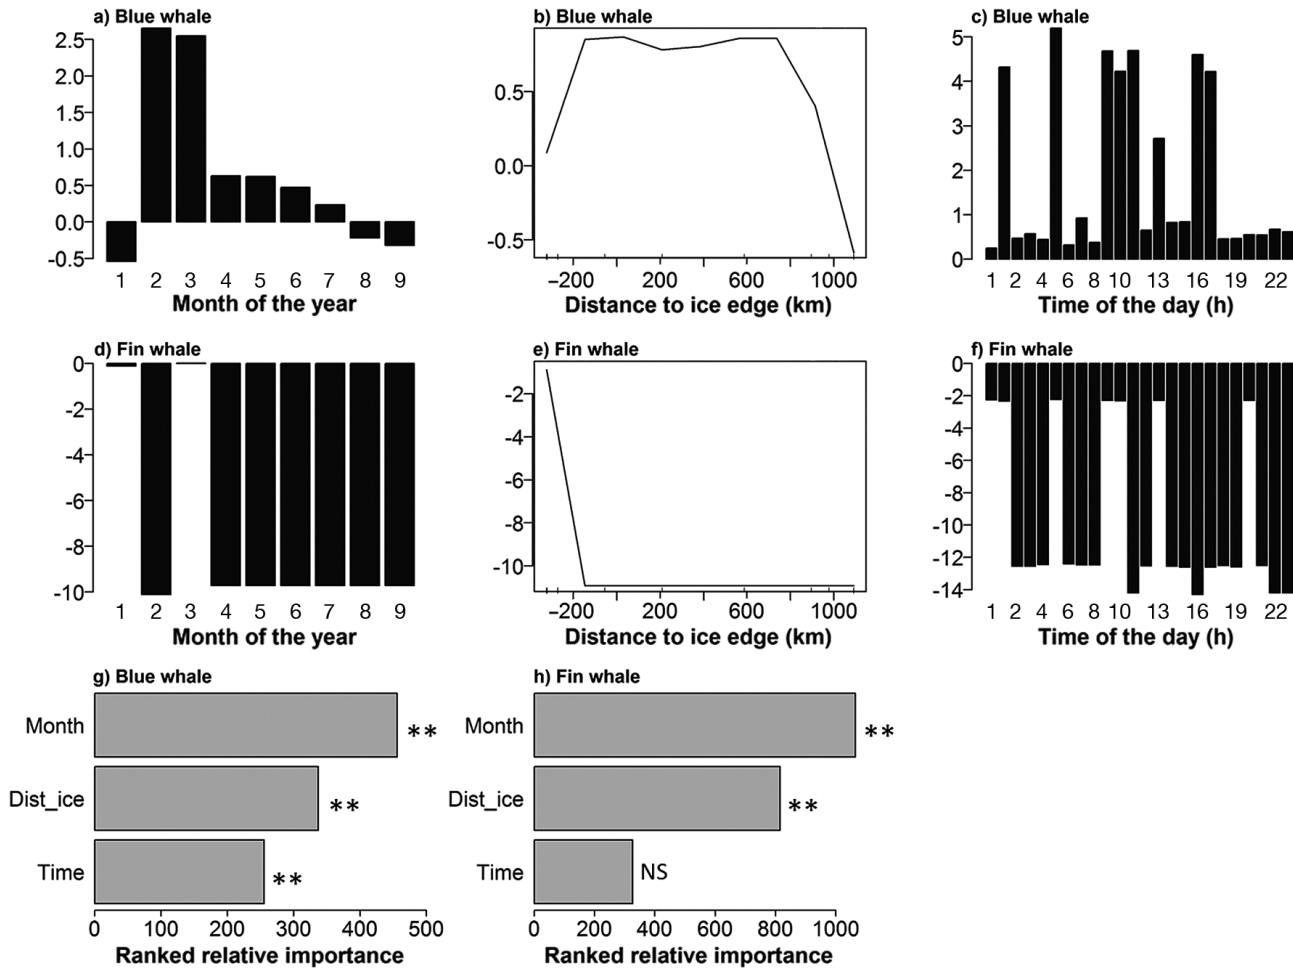 a) Blue whale
2.5
2.0
1.5
1.0
0.5
0.0
-0.5
1 2 3 4 5 6 7 8 9
Month of the year
b) Blue whale
0.5
0.0
-0.5
−200 200 600 1000
Distance to ice edge (km)
c) Blue whale
5
4
3
2
1
0
1 2 4 6 8 10 13 16 19 22
Time of the day (h)
d) Fin whale
0
-2
-4
-6
-8
-10
1 2 3 4 5 6 7 8 9
Month of the year
e) Fin whale
-2
-4
-6
-8
-10
−200 200 600 1000
Distance to ice edge (km)
f) Fin whale
0
-2
-4
-6
-8
-10
-12
-14
1 2 4 6 8 10 13 16 19 22
Time of the day (h)
g) Blue whale
Month **
Dist_ice **
Time **
0 100 200 300 400 500
Ranked relative importance
h) Fin whale
Month **
Dist_ice **
Time NS
0 200 400 600 800 1000
Ranked relative importance